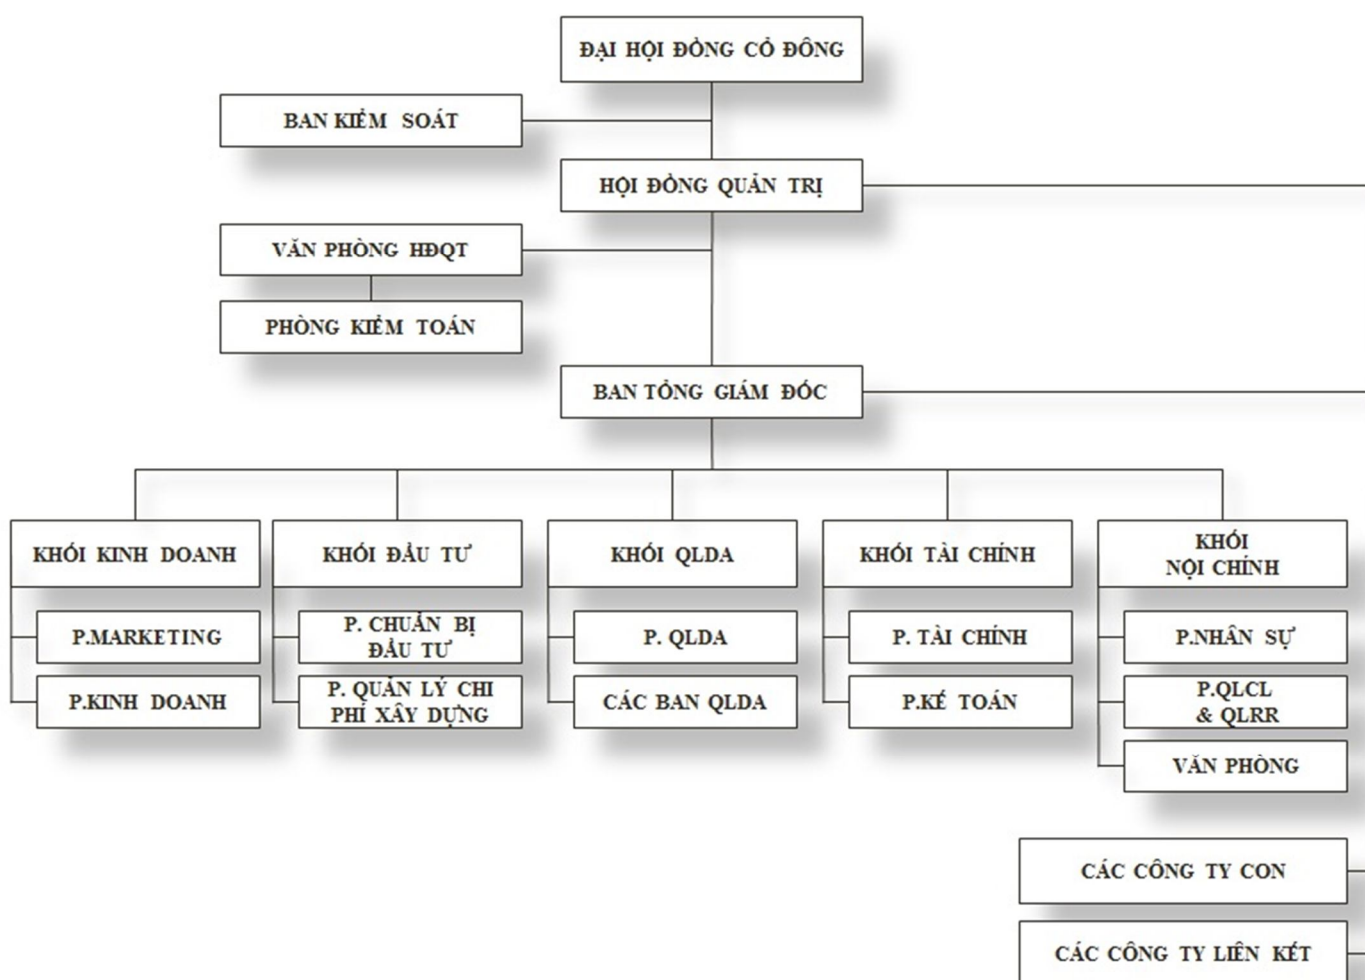 ĐẠI HỘI ĐỒNG CỔ ĐÔNG
BAN KIỂM SOÁT
HỘI ĐỒNG QUẢN TRỊ
VĂN PHÒNG HĐQT
PHÒNG KIỂM TOÁN
BAN TỔNG GIÁM ĐỐC
KHỐI KINH DOANH
P.MARKETING
P.KINH DOANH
KHỐI ĐẦU TƯ
P. CHUẨN BỊ
ĐẦU TƯ
P. QUẢN LÝ CHI
PHÍ XÂY DỰNG
KHỐI QLDA
P. QLDA
CÁC BAN QLDA
KHỐI TÀI CHÍNH
P. TÀI CHÍNH
P.KẾ TOÁN
KHỐI
NỘI CHÍNH
P.NHÂN SỰ
P.QLCL
& QLRR
VĂN PHÒNG
CÁC CÔNG TY CON
CÁC CÔNG TY LIÊN KẾT